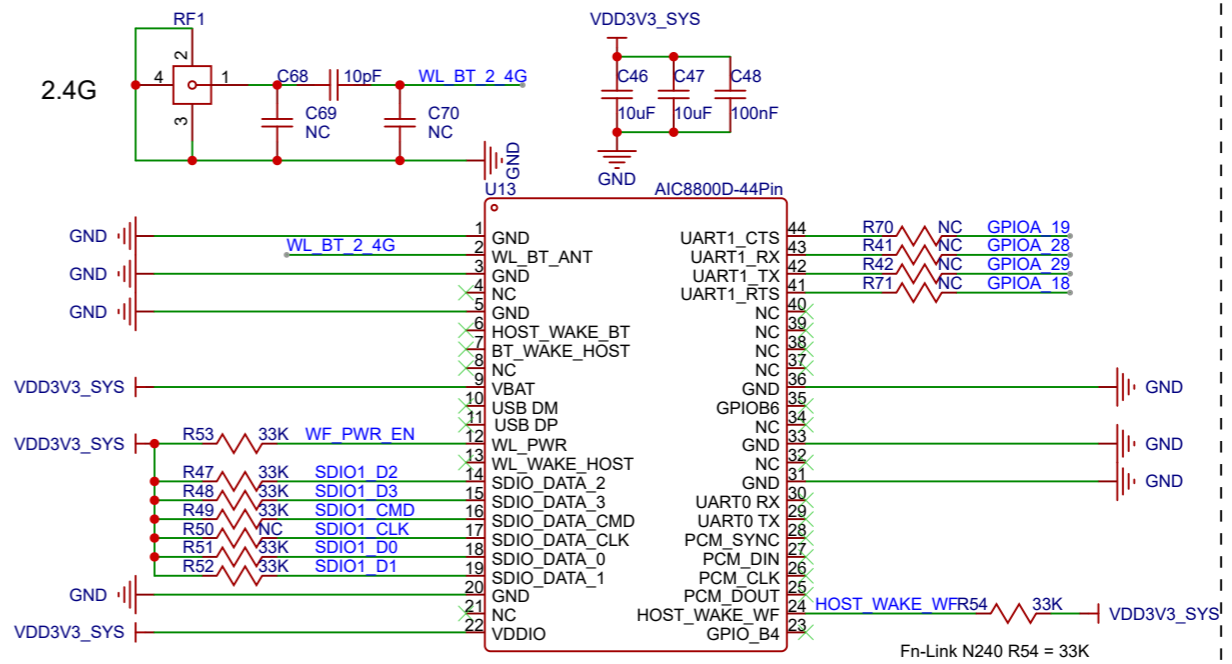 RF1
2.4G
4
2
1
3
C68
10pF
WL_BT_2_4G
C69
NC
C70
NC
GND
VDD3V3_SYS
C46
C47
C48
10uF
10uF
100nF
GND
U13
AIC8800D-44Pin
GND
1
GND
WL_BT_2_4G
2
WL_BT_ANT
GND
3
GND
4
NC
GND
5
GND
6
HOST_WAKE_BT
7
BT_WAKE_HOST
8
NC
VDD3V3_SYS
9
VBAT
10
USB DM
11
USB DP
VDD3V3_SYS
R53
33K
WF_PWR_EN
12
WL_PWR
13
WL_WAKE_HOST
R47
33K
SDIO1_D2
14
SDIO_DATA_2
R48
33K
SDIO1_D3
15
SDIO_DATA_3
R49
33K
SDIO1_CMD
16
SDIO_DATA_CMD
R50
NC
SDIO1_CLK
17
SDIO_DATA_CLK
R51
33K
SDIO1_D0
18
SDIO_DATA_0
R52
33K
SDIO1_D1
19
SDIO_DATA_1
GND
20
GND
21
NC
VDD3V3_SYS
22
VDDIO
UART1_CTS
44
R70
NC
GPIOA_19
UART1_RX
43
R41
NC
GPIOA_28
UART1_TX
42
R42
NC
GPIOA_29
UART1_RTS
41
R71
NC
GPIOA_18
NC
40
NC
39
NC
38
NC
37
GND
36
GND
GPIOB6
35
NC
34
GND
33
GND
NC
32
GND
31
GND
UART0 RX
30
UART0 TX
29
PCM_SYNC
28
PCM_DIN
27
PCM_CLK
26
PCM_DOUT
25
HOST_WAKE_WF
24
HOST_WAKE_WF
R54
33K
VDD3V3_SYS
GPIO_B4
23
Fn-Link N240 R54 = 33K